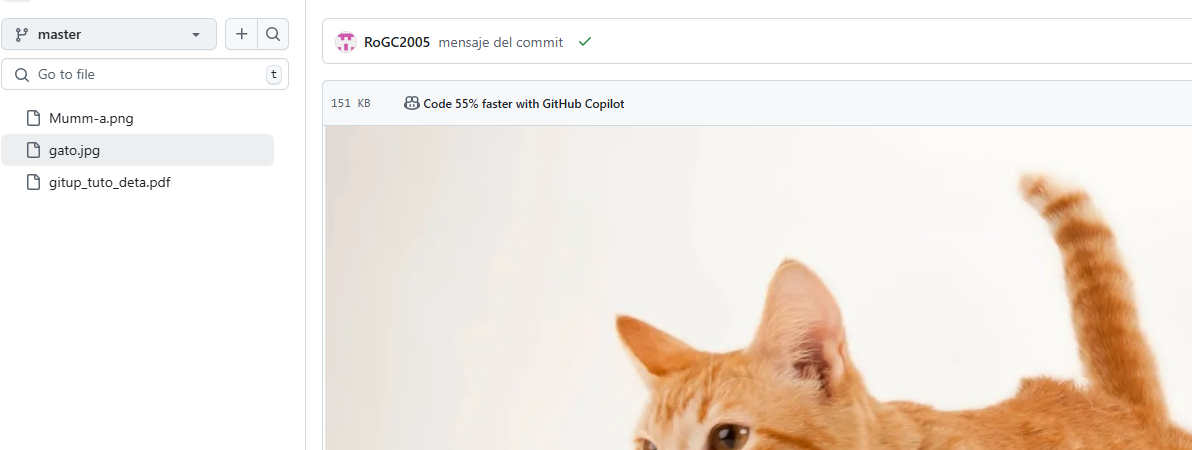 master
Go to file
t
Mumm-a.png
gato.jpg
gitup_tuto_deta.pdf
RoGC2005 mensaje del commit
151 KB
Code 55% faster with GitHub Copilot